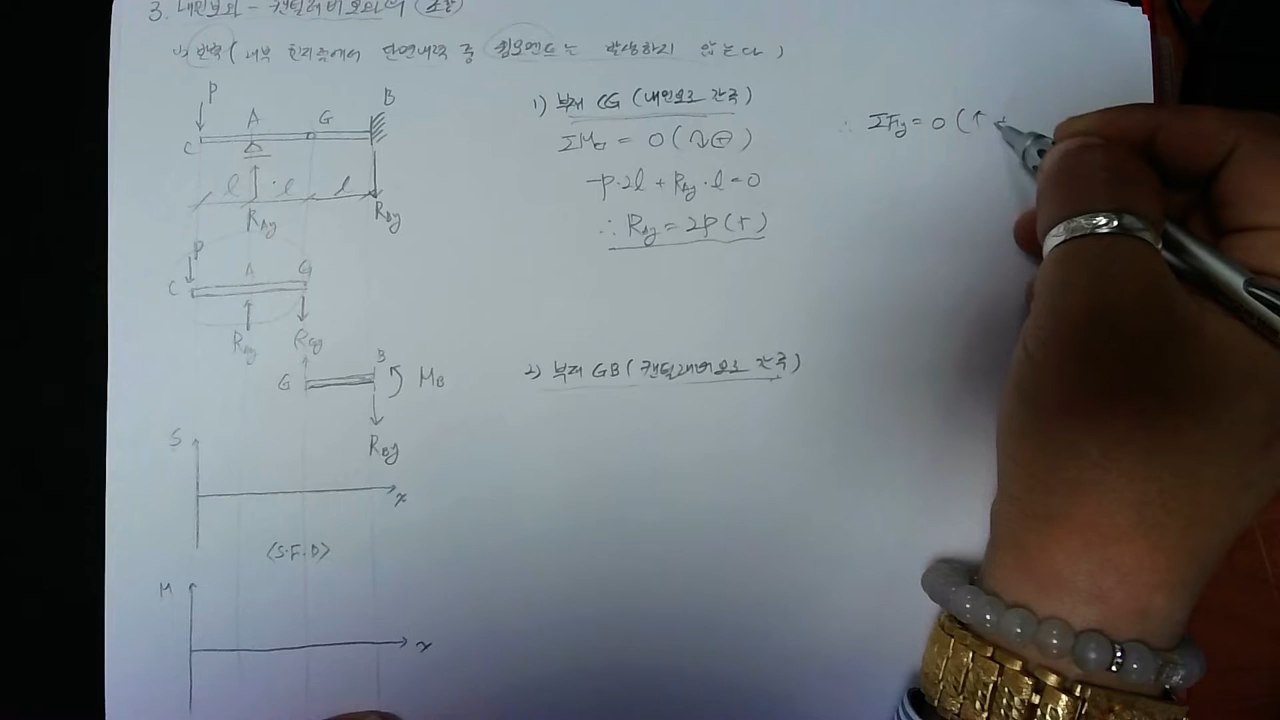 3. 내민보와 - 캔틸레버보와의 (조합)
1) 반력 ( 내부 힌지층에서 단면내력 중 휨모멘트는 발생하지 않는다 )
P
A G B
C
l l l
R_Ay R_By
P
C A G
R_Ay R_Gy
G B M_B
R_By
S
x
<S.F.D>
M
x
1) 부재 CG (내민보로 간주)
ΣM_G = 0 (↷⊕)
-P·2l + R_Ay·l = 0
∴ R_Ay = 2P (↑)
2) 부재 GB ( 캔틸레버보로 간주 )
∴ ΣFy = 0 (↑